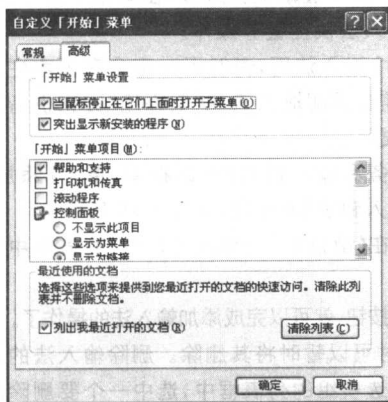 自定义「开始」菜单
常规 高级
「开始」菜单设置
当鼠标停止在它们上面时打开子菜单(O)
突出显示新安装的程序(N)
「开始」菜单项目(M):
帮助和支持
打印机和传真
滚动程序
控制面板
不显示此项目
显示为菜单
显示为链接
最近使用的文档
选择这些选项来提供到您最近打开的文档的快速访问。清除此列
表并不删除文档。
列出我最近打开的文档(R) 清除列表(C)
确定 取消